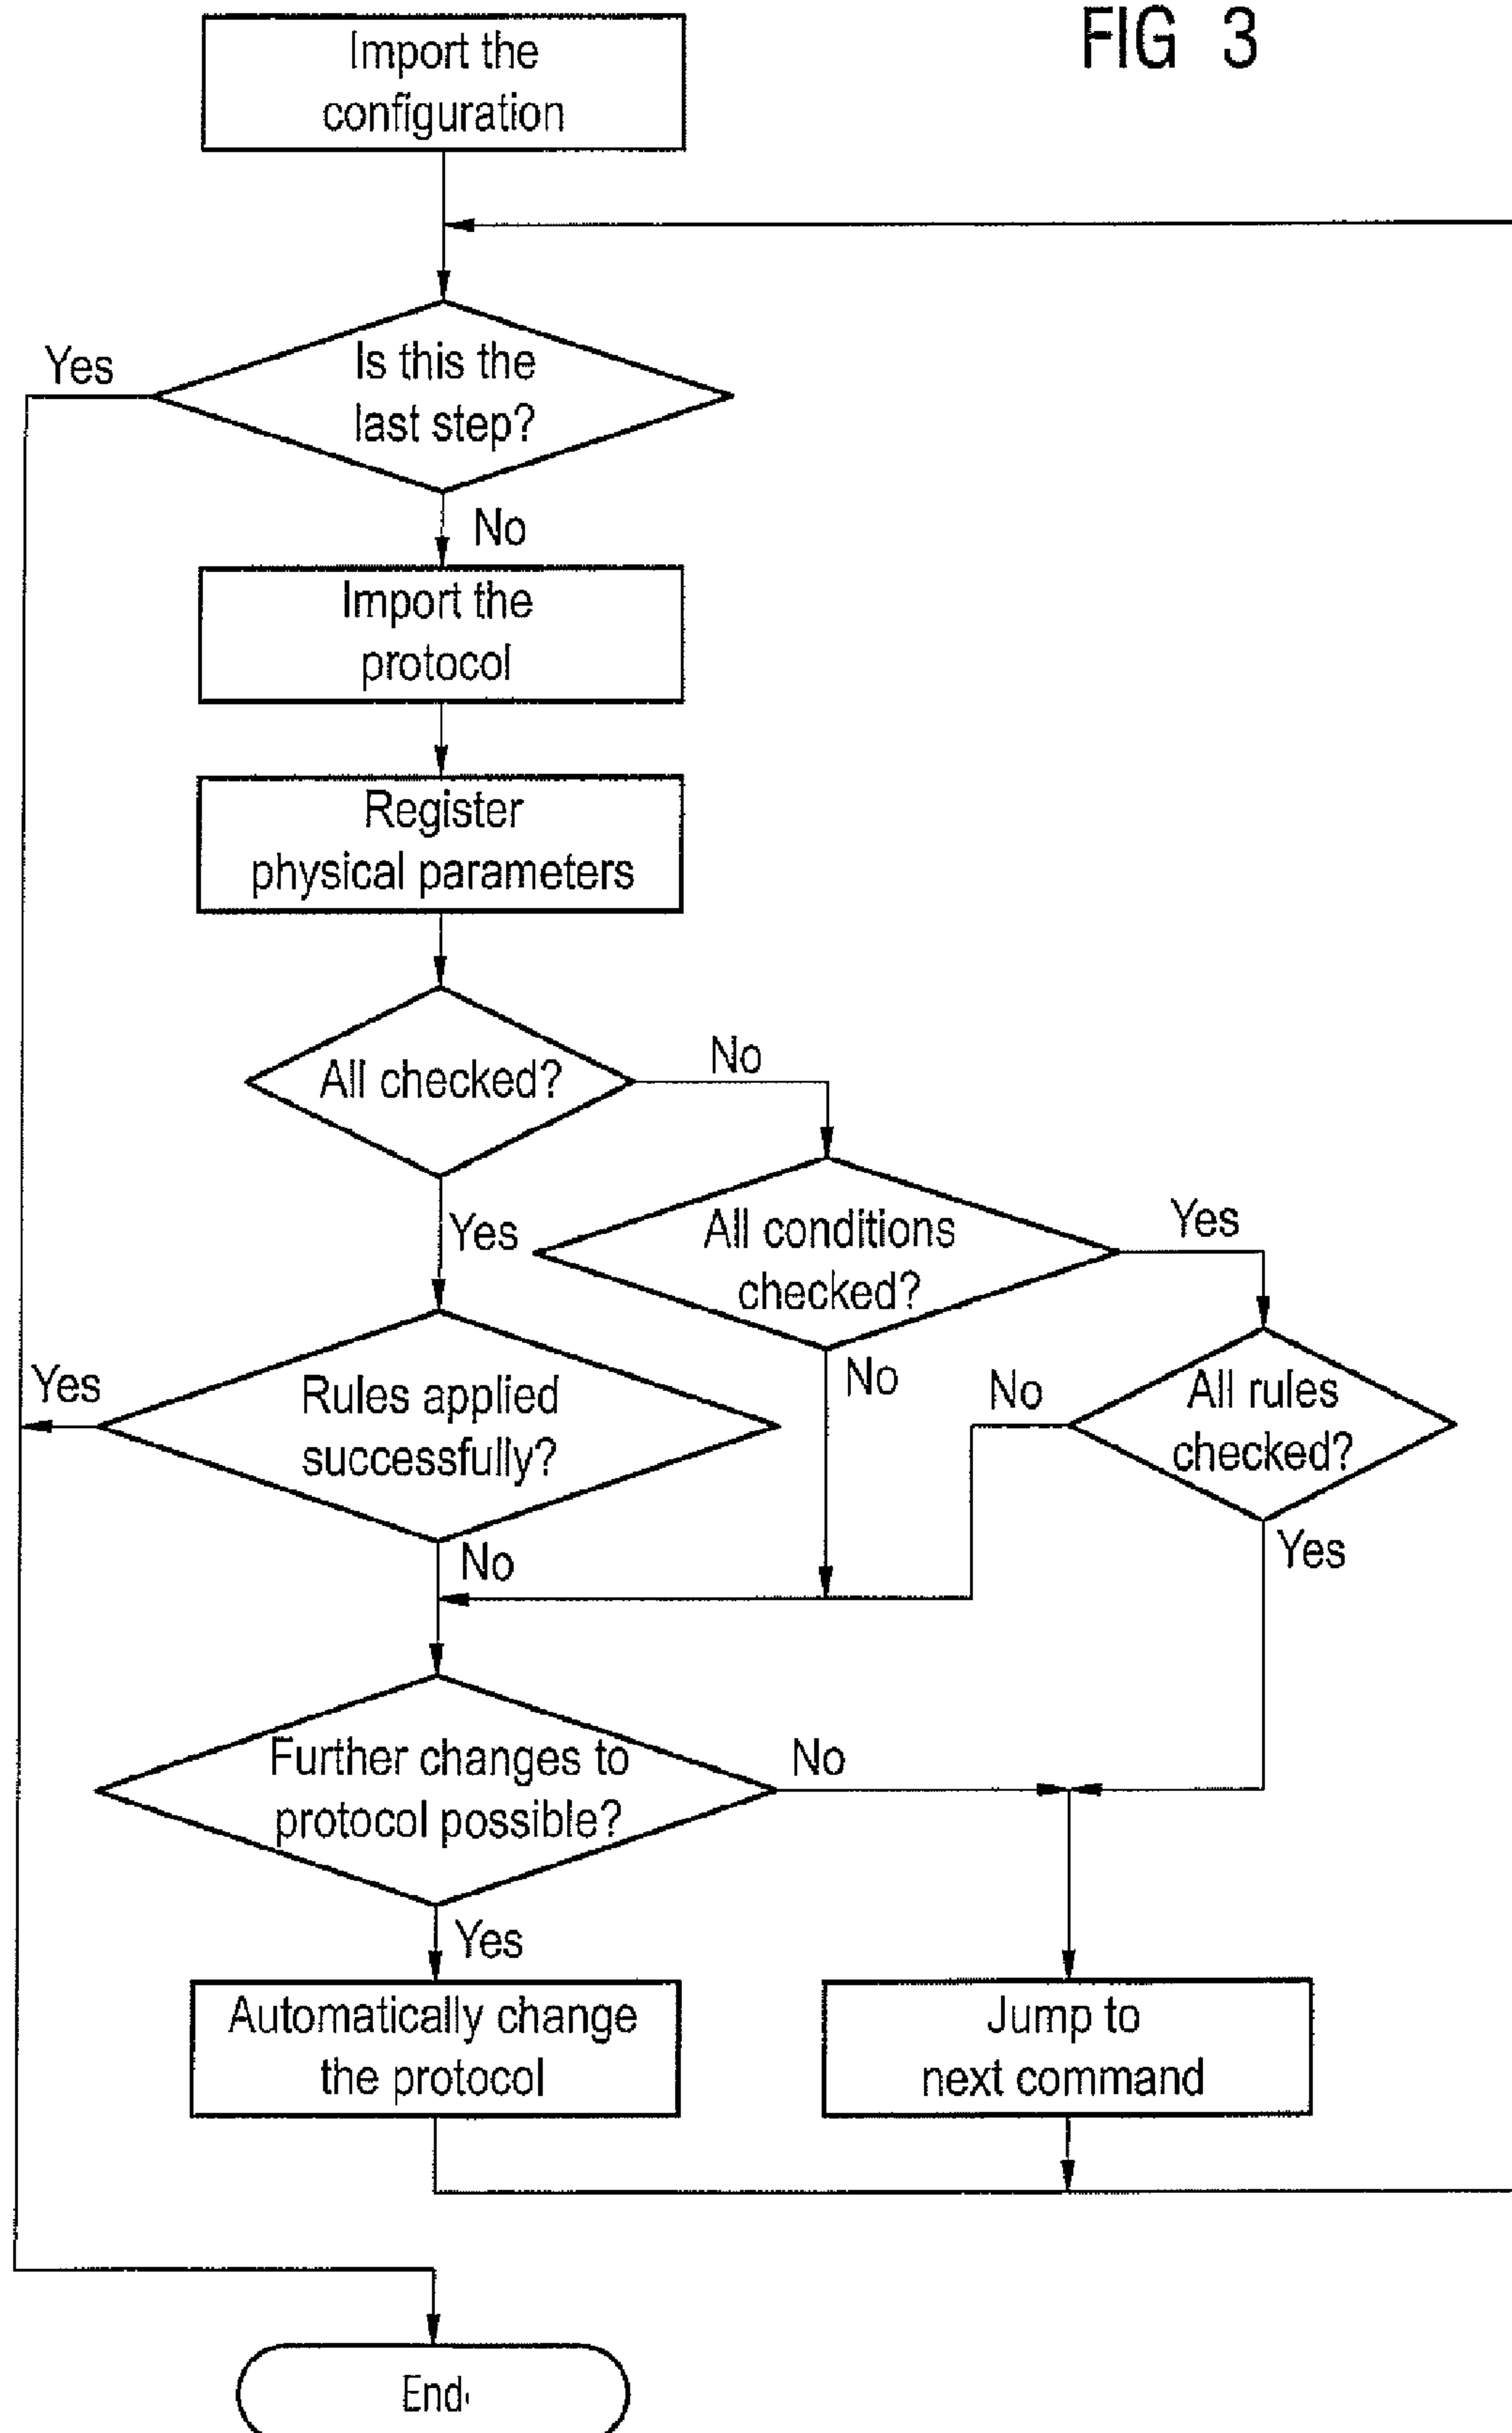 FIG 3
Import the
configuration
Yes
Is this the
last step?
No
Import the
protocol
Register
physical parameters
All checked?
No
Yes
All conditions
checked?
Yes
Yes
Rules applied
successfully?
No
No
All rules
checked?
No
Yes
Further changes to
protocol possible?
No
Yes
Automatically change
the protocol
Jump to
next command
End